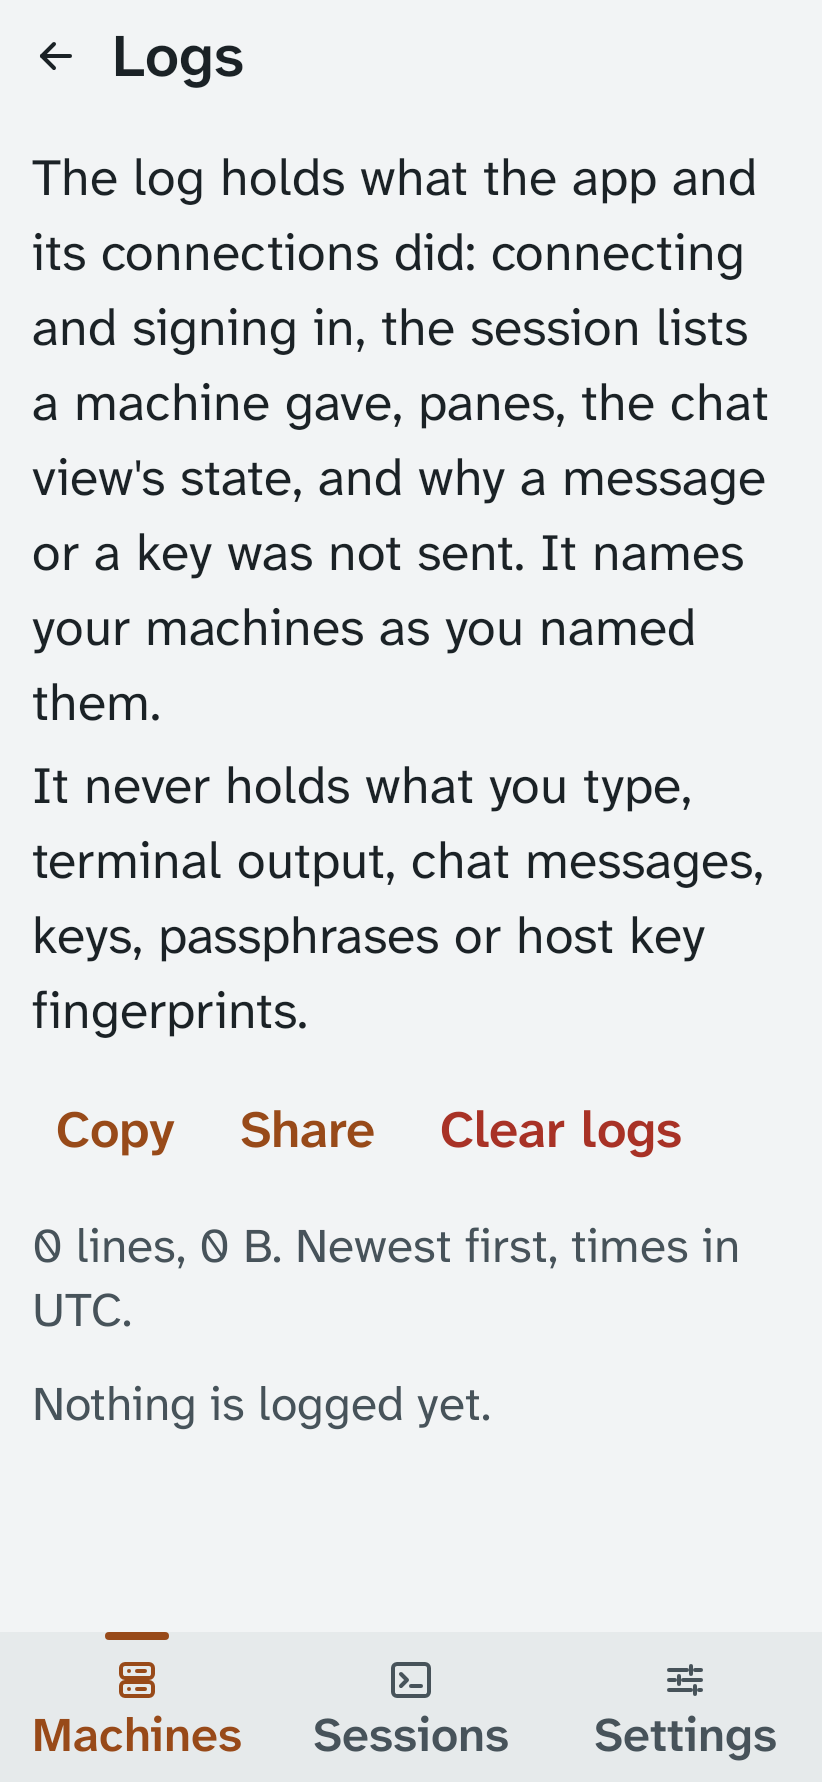 Logs
The log holds what the app and
its connections did: connecting
and signing in, the session lists
a machine gave, panes, the chat
view's state, and why a message
or a key was not sent. It names
your machines as you named
them.
It never holds what you type,
terminal output, chat messages,
keys, passphrases or host key
fingerprints.
Copy Share Clear logs
0 lines, 0 B. Newest first, times in
UTC.
Nothing is logged yet.
Machines Sessions Settings